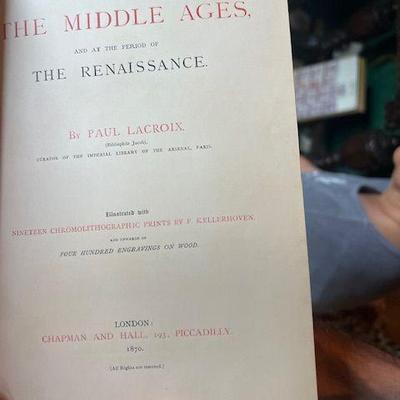 THE MIDDLE AGES,
AND AT THE PERIOD OF
THE RENAISSANCE.
BY PAUL LACROIX.
(Bibliophile Jacob),
CURATOR OF THE IMPERIAL LIBRARY OF THE ARSENAL, PARIS.
Illustrated with
NINETEEN CHROMOLITHOGRAPHIC PRINTS BY F. KELLERHOVEN,
AND UPWARDS OF
FOUR HUNDRED ENGRAVINGS ON WOOD.
LONDON:
CHAPMAN AND HALL, 193, PICCADILLY.
1870.
(All Rights are reserved.)